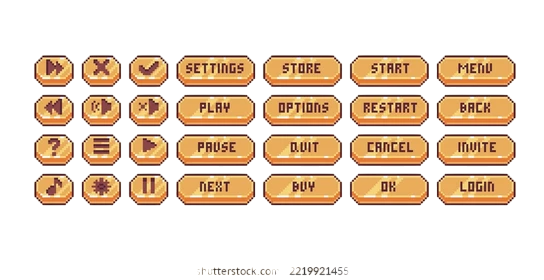 SETTINGS STORE START MENU
PLAY OPTIONS RESTART BACK
? PAUSE QUIT CANCEL INVITE
NEXT BUY OK LOGIN
shutterstock.com 2219921455